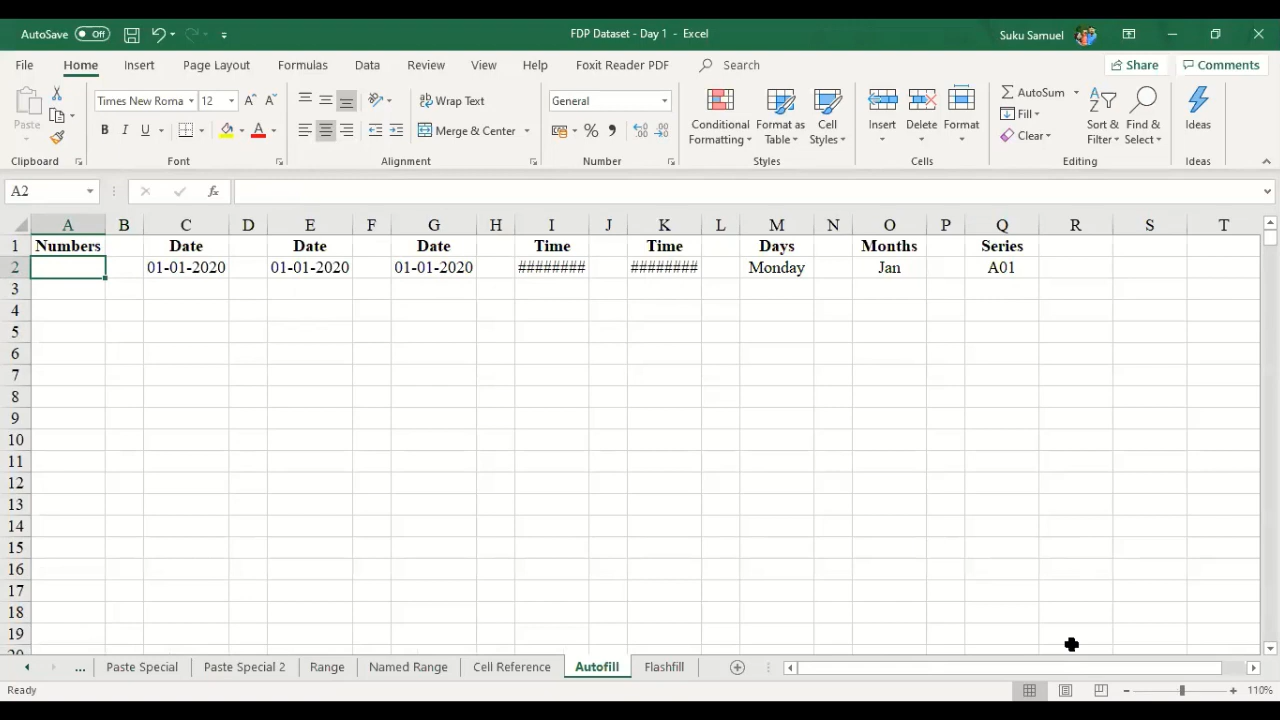 AutoSave Off FDP Dataset - Day 1 - Excel Suku Samuel
File Home Insert Page Layout Formulas Data Review View Help Foxit Reader PDF Search Share Comments
Paste Times New Roma 12 A A Wrap Text General Conditional Formatting Format as Table Cell Styles Insert Delete Format AutoSum Fill Clear Sort & Filter Find & Select Ideas
B I U A Merge & Center %
Clipboard Font Alignment Number Styles Cells Editing Ideas
A2 fx
A B C D E F G H I J K L M N O P Q R S T
1 Numbers Date Date Date Time Time Days Months Series
2 01-01-2020 01-01-2020 01-01-2020 ######## ######## Monday Jan A01
3
4
5
6
7
8
9
10
11
12
13
14
15
16
17
18
19
... Paste Special Paste Special 2 Range Named Range Cell Reference Autofill Flashfill
Ready 110%